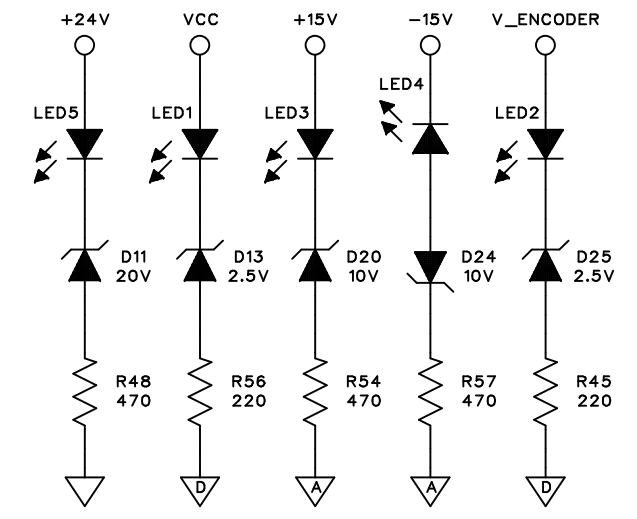 +24V VCC +15V -15V V_ENCODER
LED4
LED5 LED1 LED3 LED2
D11 D13 D20 D24 D25
20V 2.5V 10V 10V 2.5V
R48 R56 R54 R57 R45
470 220 470 470 220
D A A D